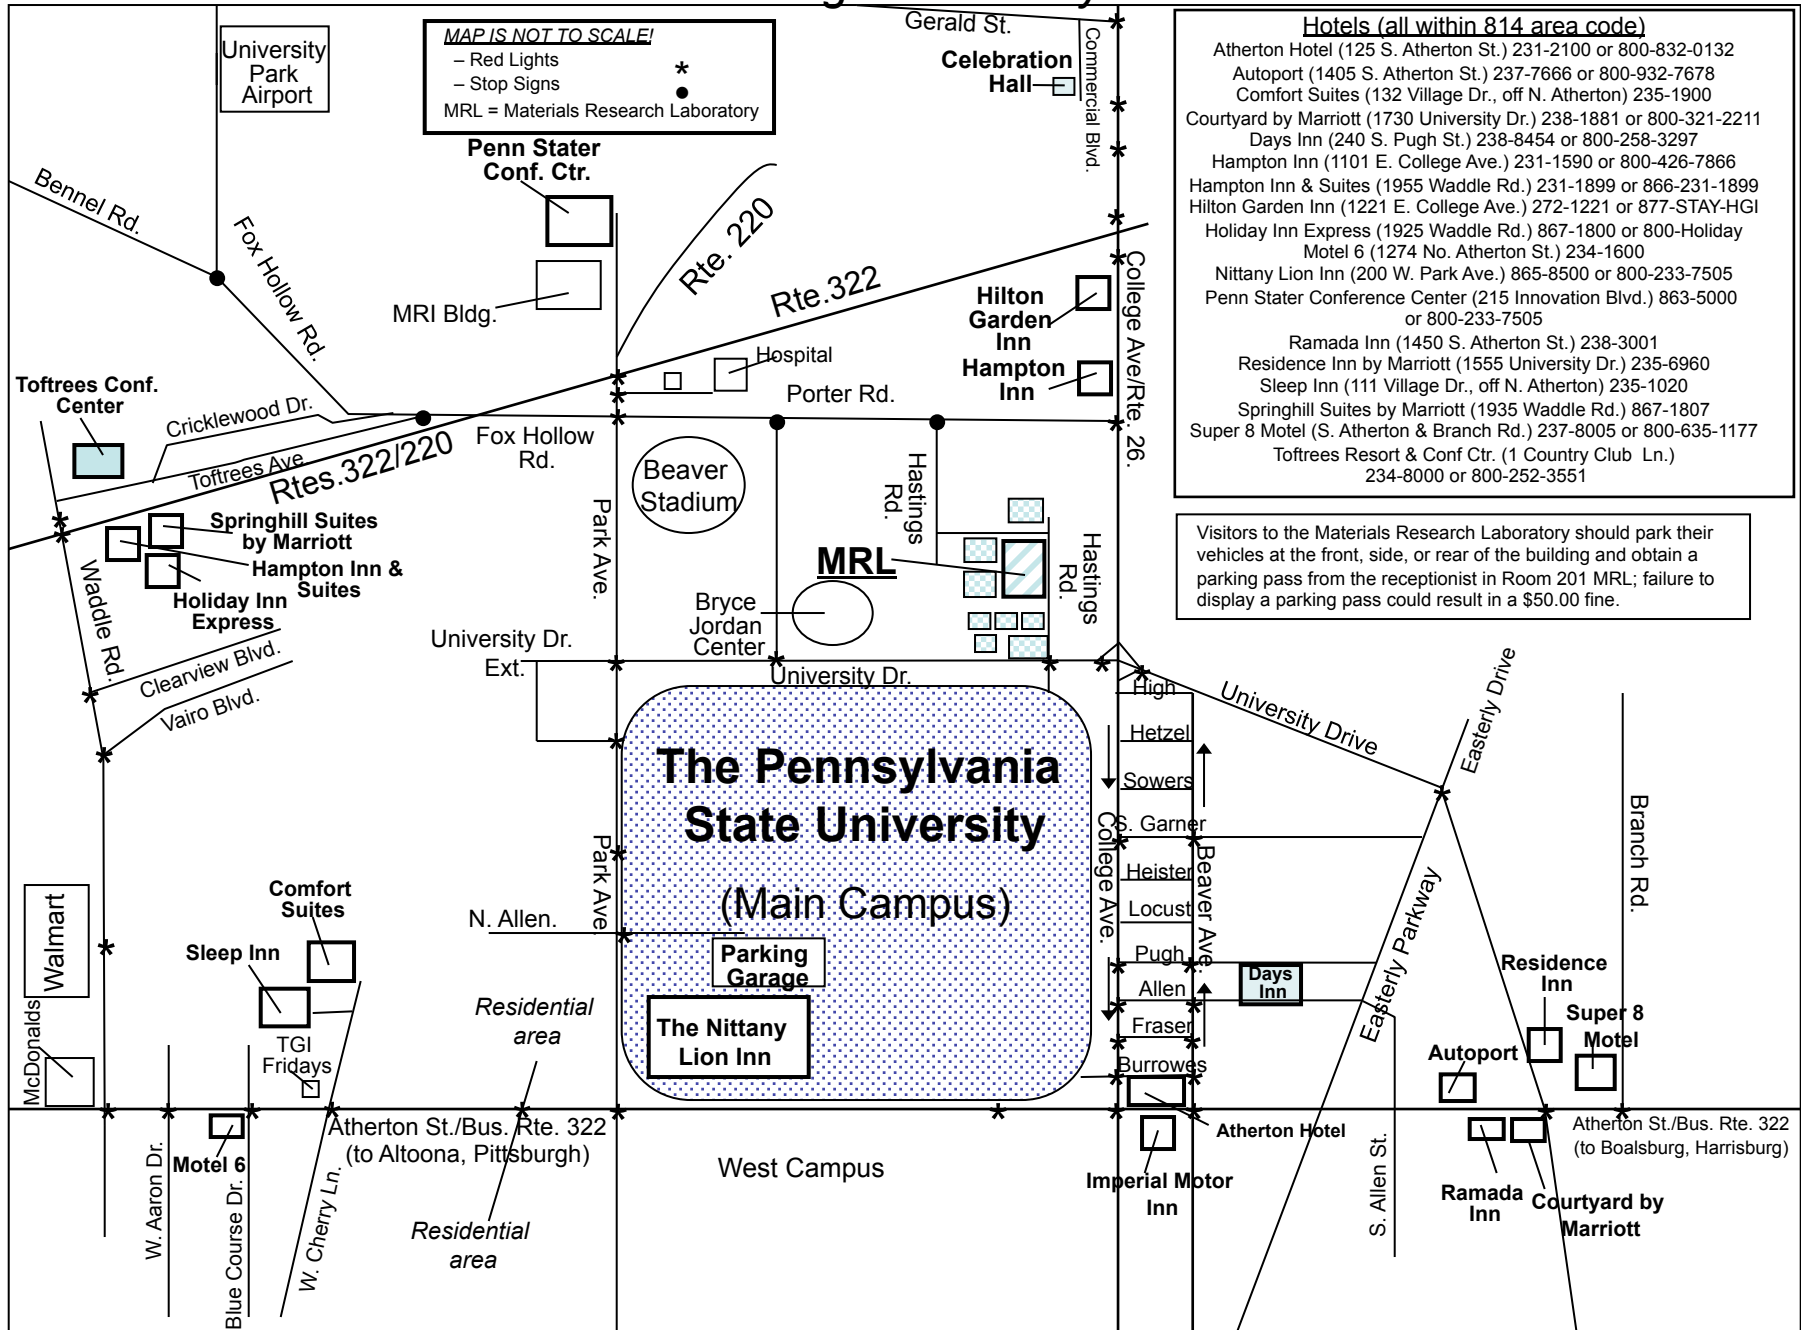 University
Park
Airport
MAP IS NOT TO SCALE!
– Red Lights *
– Stop Signs ●
MRL = Materials Research Laboratory
Gerald St.
Celebration
Hall
Commercial Blvd.
Hotels (all within 814 area code)
Atherton Hotel (125 S. Atherton St.) 231-2100 or 800-832-0132
Autoport (1405 S. Atherton St.) 237-7666 or 800-932-7678
Comfort Suites (132 Village Dr., off N. Atherton) 235-1900
Courtyard by Marriott (1730 University Dr.) 238-1881 or 800-321-2211
Days Inn (240 S. Pugh St.) 238-8454 or 800-258-3297
Hampton Inn (1101 E. College Ave.) 231-1590 or 800-426-7866
Hampton Inn & Suites (1955 Waddle Rd.) 231-1899 or 866-231-1899
Hilton Garden Inn (1221 E. College Ave.) 272-1221 or 877-STAY-HGI
Holiday Inn Express (1925 Waddle Rd.) 867-1800 or 800-Holiday
Motel 6 (1274 No. Atherton St.) 234-1600
Nittany Lion Inn (200 W. Park Ave.) 865-8500 or 800-233-7505
Penn Stater Conference Center (215 Innovation Blvd.) 863-5000
or 800-233-7505
Ramada Inn (1450 S. Atherton St.) 238-3001
Residence Inn by Marriott (1555 University Dr.) 235-6960
Sleep Inn (111 Village Dr., off N. Atherton) 235-1020
Springhill Suites by Marriott (1935 Waddle Rd.) 867-1807
Super 8 Motel (S. Atherton & Branch Rd.) 237-8005 or 800-635-1177
Toftrees Resort & Conf Ctr. (1 Country Club Ln.)
234-8000 or 800-252-3551
Visitors to the Materials Research Laboratory should park their
vehicles at the front, side, or rear of the building and obtain a
parking pass from the receptionist in Room 201 MRL; failure to
display a parking pass could result in a $50.00 fine.
Penn Stater
Conf. Ctr.
Bennel Rd.
Fox Hollow Rd.
MRI Bldg.
Rte. 220
Rte.322
Hilton
Garden
Inn
College Ave/Rte. 26.
Hospital
Hampton
Inn
Toftrees Conf.
Center
Cricklewood Dr.
Toftrees Ave
Rtes.322/220
Porter Rd.
Fox Hollow
Rd.
Beaver
Stadium
Hastings
Rd.
Park Ave.
Springhill Suites
by Marriott
Hampton Inn &
Suites
Holiday Inn
Express
Waddle Rd.
MRL
Hastings
Rd.
Bryce
Jordan
Center
University Dr.
Ext.
University Dr.
Clearview Blvd.
Vairo Blvd.
High
University Drive
Easterly Drive
Hetzel
Sowers
S. Garner
Heister
Locust
Pugh
Allen
Fraser
Burrowes
College Ave.
Beaver Ave.
Easterly Parkway
Branch Rd.
The Pennsylvania
State University
(Main Campus)
Park Ave.
N. Allen.
Parking
Garage
The Nittany
Lion Inn
Days
Inn
Residence
Inn
Super 8
Motel
Autoport
Walmart
McDonalds
Comfort
Suites
Sleep Inn
TGI
Fridays
Residential
area
Motel 6
Atherton St./Bus. Rte. 322
(to Altoona, Pittsburgh)
West Campus
Atherton Hotel
Imperial Motor
Inn
Ramada
Inn
Courtyard by
Marriott
Atherton St./Bus. Rte. 322
(to Boalsburg, Harrisburg)
W. Aaron Dr.
Blue Course Dr.
W. Cherry Ln.
Residential
area
S. Allen St.